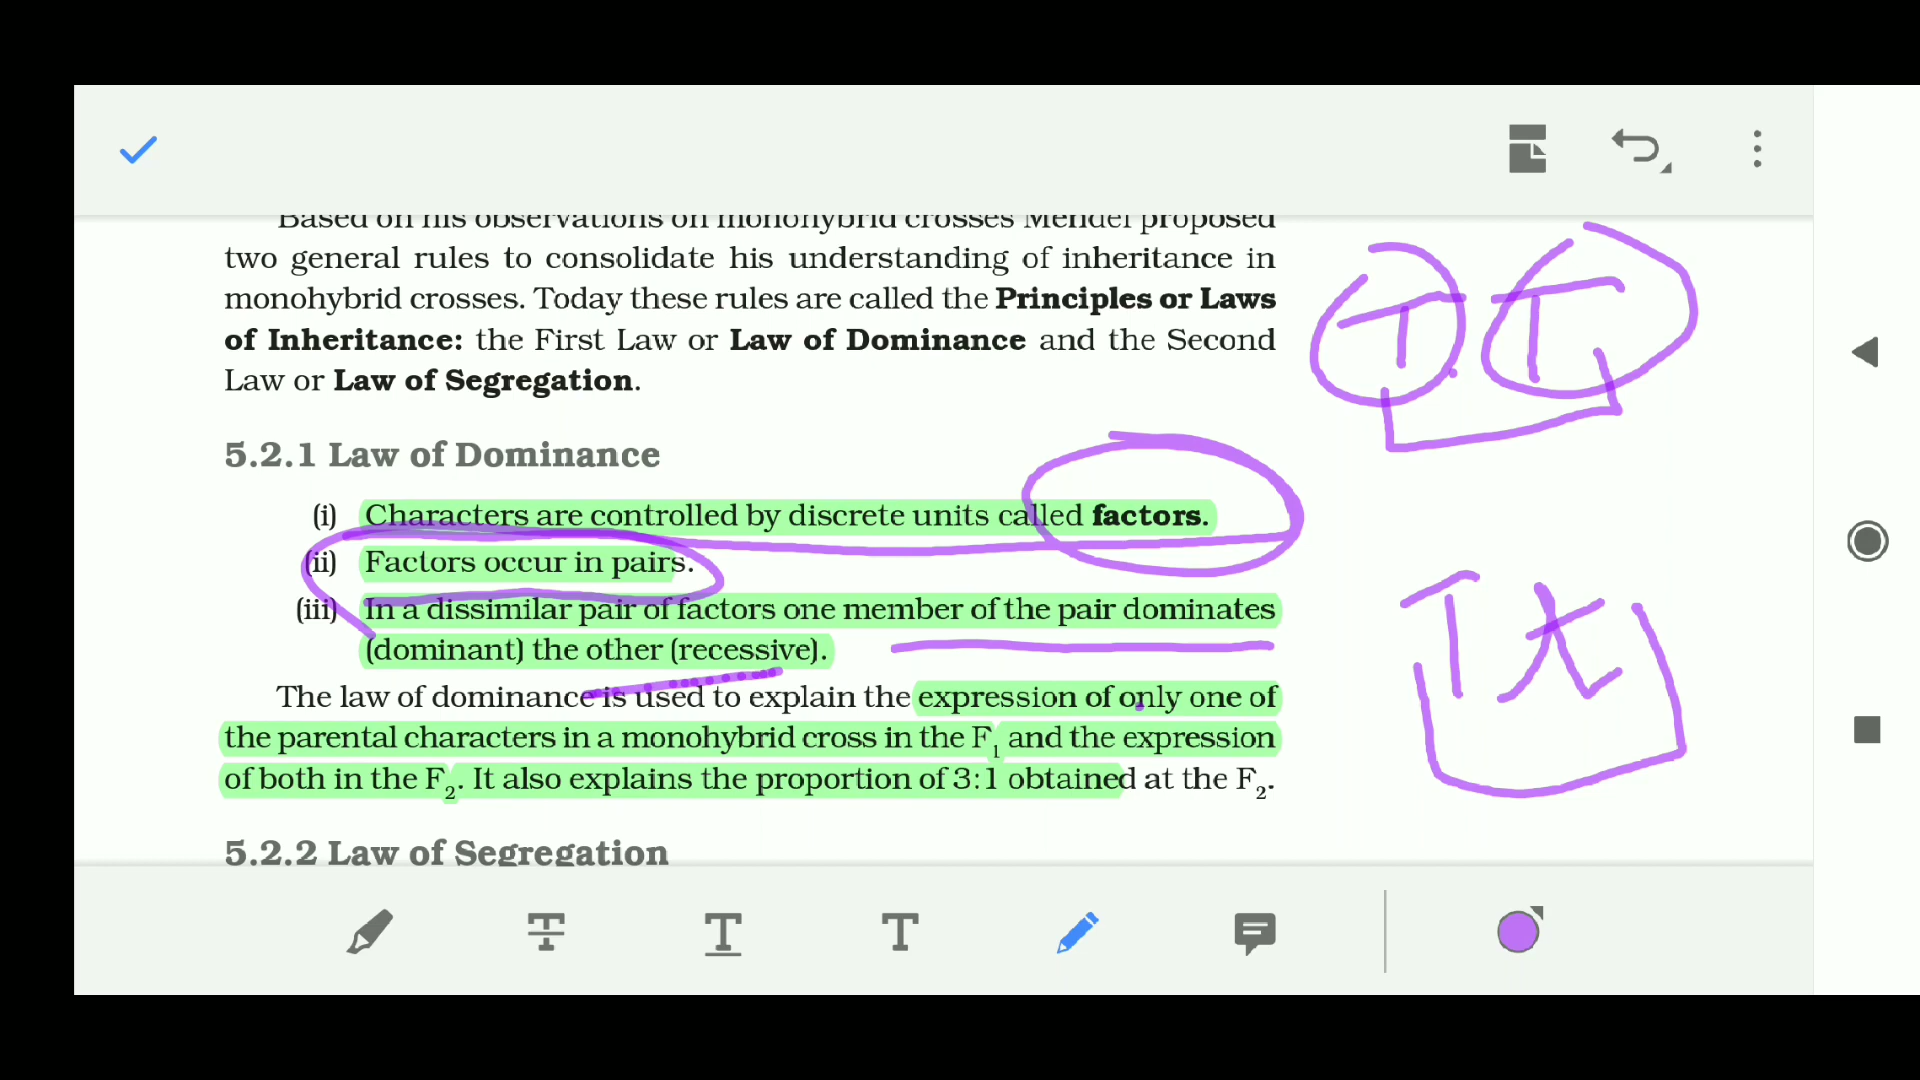 Based on his observations on monohybrid crosses Mendel proposed
two general rules to consolidate his understanding of inheritance in
monohybrid crosses. Today these rules are called the Principles or Laws
of Inheritance: the First Law or Law of Dominance and the Second
Law or Law of Segregation.
T T
5.2.1 Law of Dominance
(i) Characters are controlled by discrete units called factors.
(ii) Factors occur in pairs.
(iii) In a dissimilar pair of factors one member of the pair dominates
(dominant) the other (recessive).
T t
The law of dominance is used to explain the expression of only one of
the parental characters in a monohybrid cross in the F1 and the expression
of both in the F2. It also explains the proportion of 3:1 obtained at the F2.
5.2.2 Law of Segregation